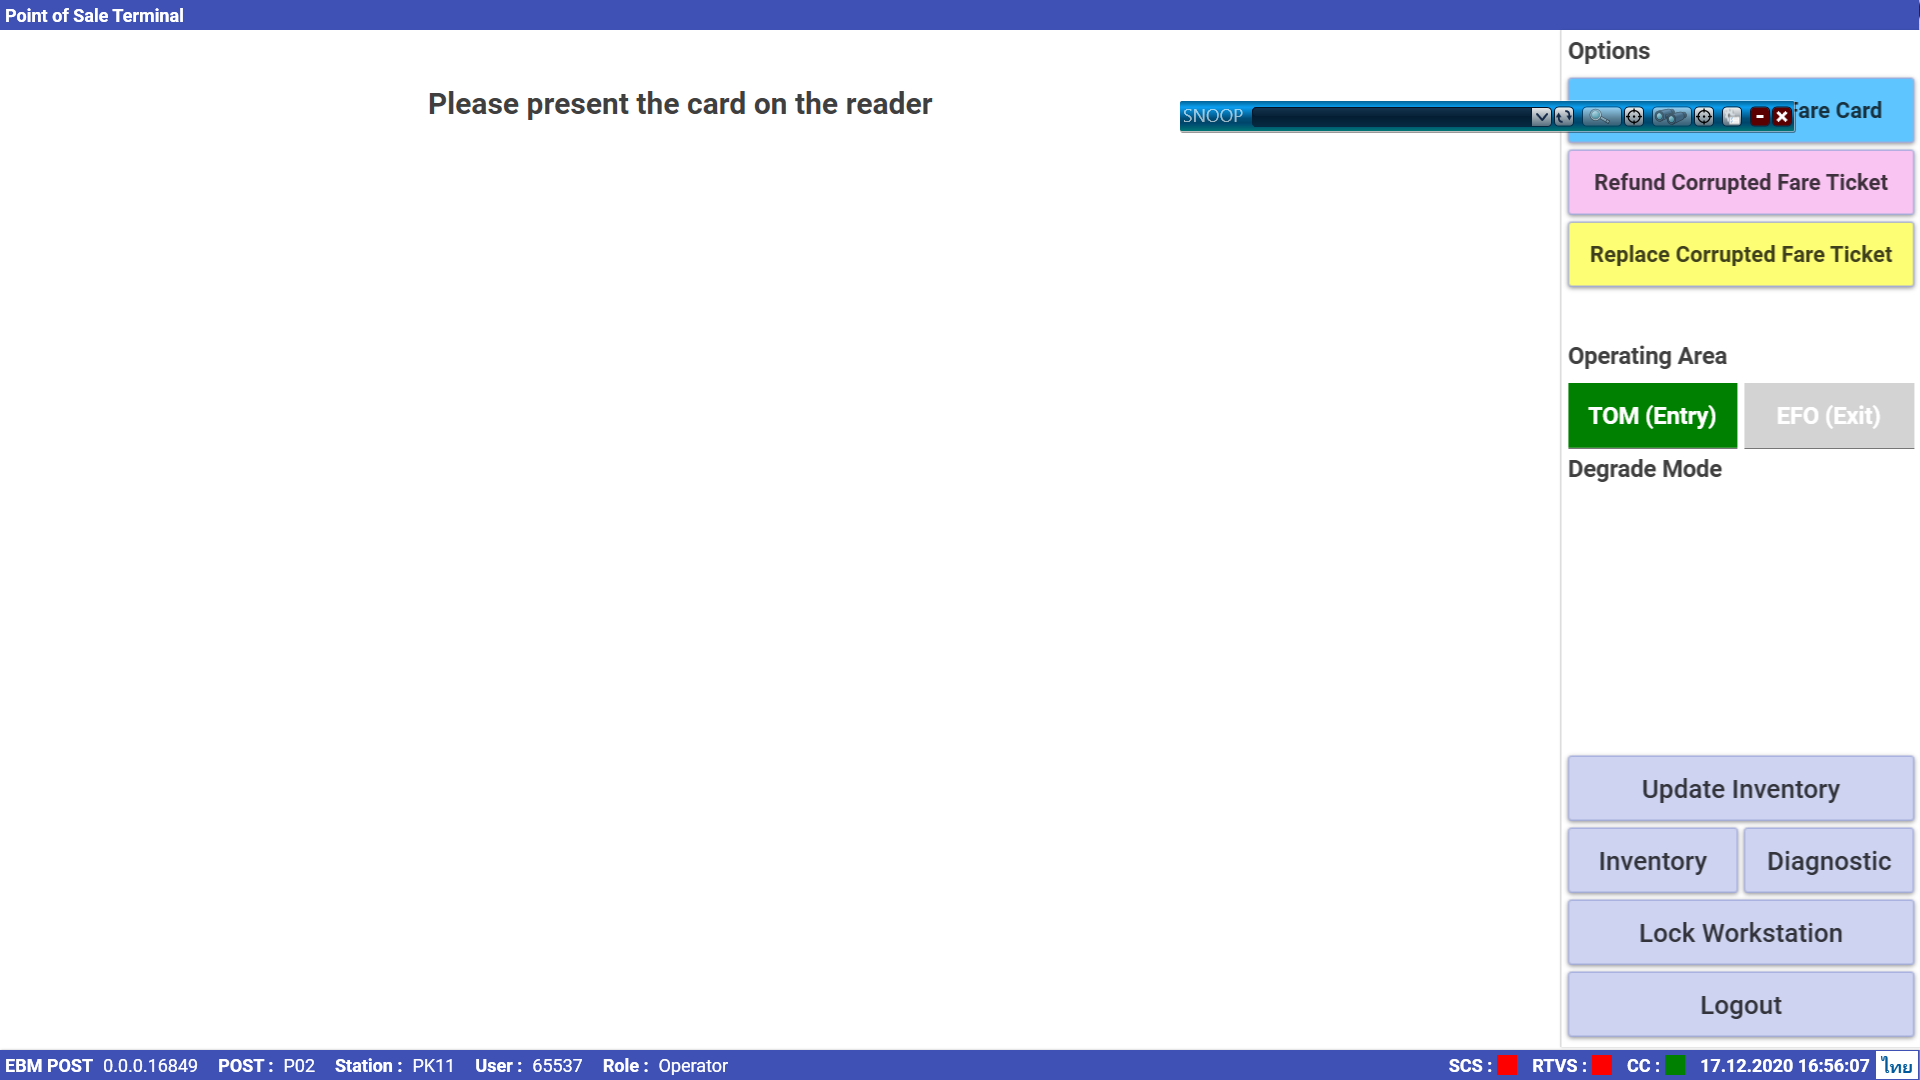 Point of Sale Terminal
Please present the card on the reader
SNOOP
Options
Fare Card
Refund Corrupted Fare Ticket
Replace Corrupted Fare Ticket
Operating Area
TOM (Entry) EFO (Exit)
Degrade Mode
Update Inventory
Inventory Diagnostic
Lock Workstation
Logout
EBM POST 0.0.0.16849 POST : P02 Station : PK11 User : 65537 Role : Operator SCS : RTVS : CC : 17.12.2020 16:56:07 ไทย